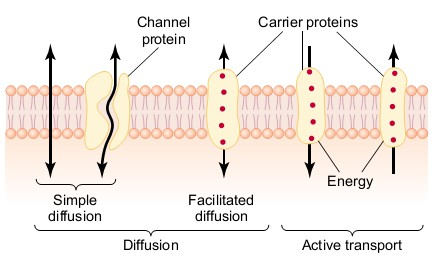 Channel
protein
Carrier proteins
Energy
Simple
diffusion
Facilitated
diffusion
Diffusion
Active transport